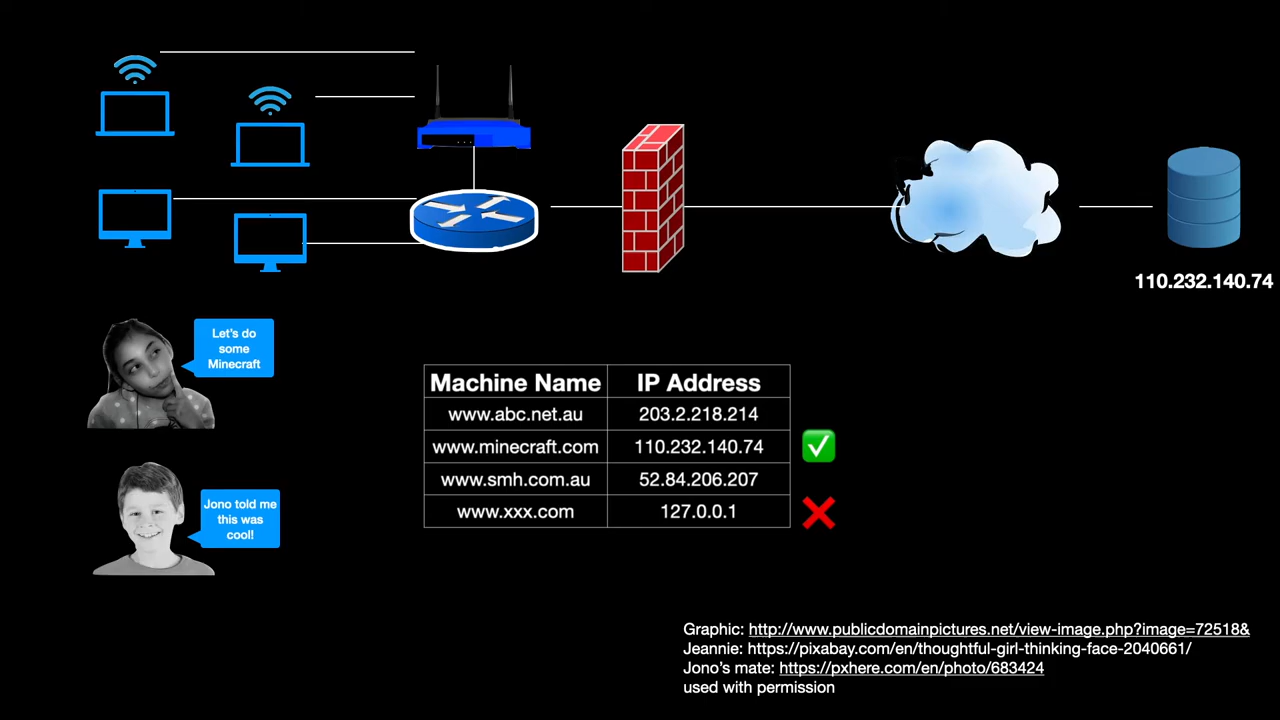 110.232.140.74
Let's do
some
Minecraft
Machine Name IP Address
www.abc.net.au 203.2.218.214
www.minecraft.com 110.232.140.74
www.smh.com.au 52.84.206.207
www.xxx.com 127.0.0.1
Jono told me
this was
cool!
Graphic: http://www.publicdomainpictures.net/view-image.php?image=72518&
Jeannie: https://pixabay.com/en/thoughtful-girl-thinking-face-2040661/
Jono's mate: https://pxhere.com/en/photo/683424
used with permission